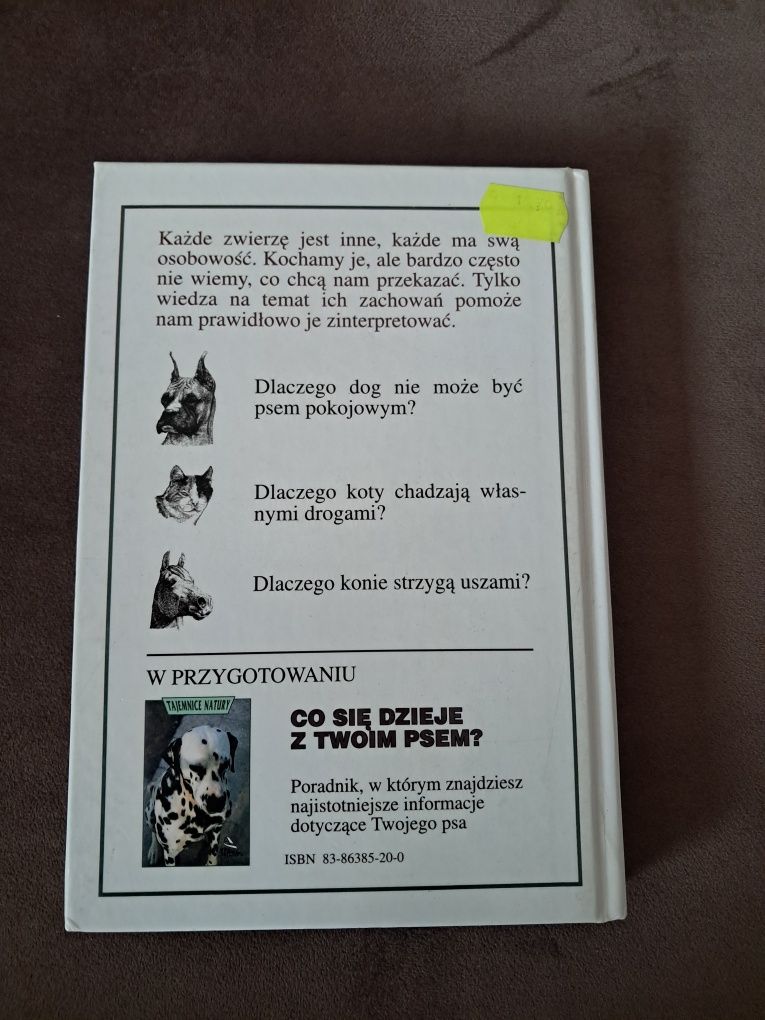 Każde zwierzę jest inne, każde ma swą
osobowość. Kochamy je, ale bardzo często
nie wiemy, co chcą nam przekazać. Tylko
wiedza na temat ich zachowań pomoże
nam prawidłowo je zinterpretować.
Dlaczego dog nie może być
psem pokojowym?
Dlaczego koty chadzają włas-
nymi drogami?
Dlaczego konie strzygą uszami?
W PRZYGOTOWANIU
TAJEMNICE NATURY
CO SIĘ DZIEJE
Z TWOIM PSEM?
Poradnik, w którym znajdziesz
najistotniejsze informacje
dotyczące Twojego psa
ISBN 83-86385-20-0